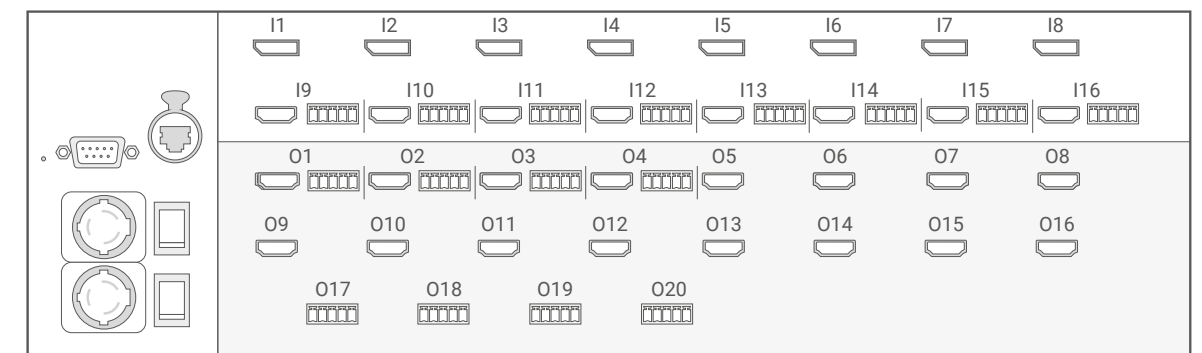 I1 I2 I3 I4 I5 I6 I7 I8
I9 I10 I11 I12 I13 I14 I15 I16
O1 O2 O3 O4 O5 O6 O7 O8
O9 O10 O11 O12 O13 O14 O15 O16
O17 O18 O19 O20